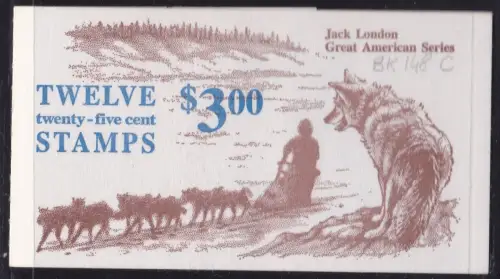 Jack London
Great American Series
BK 148 C
TWELVE
twenty-five cent
STAMPS
$3.00